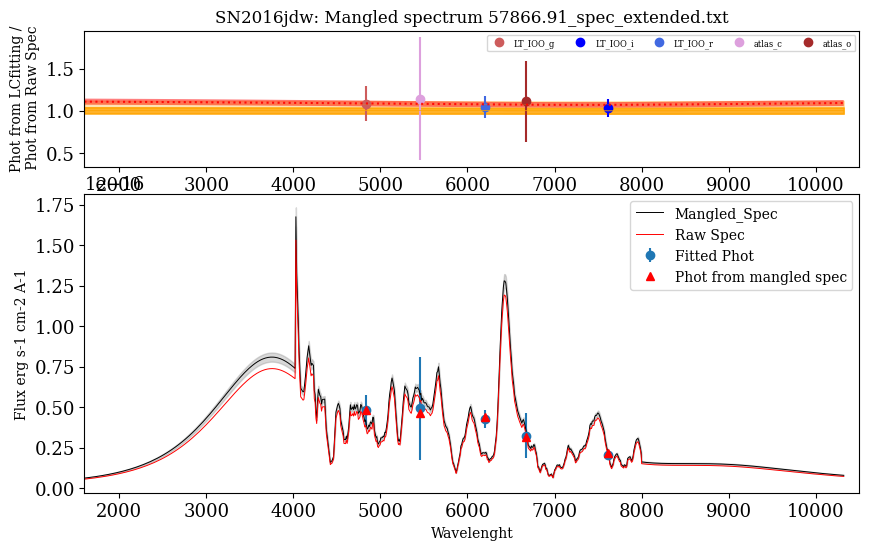 SN2016jdw: Mangled spectrum 57866.91_spec_extended.txt
Phot from LCfitting /
Phot from Raw Spec
1.5
1.0
0.5
LT_IOO_g LT_IOO_i LT_IOO_r atlas_c atlas_o
2000 3000 4000 5000 6000 7000 8000 9000 10000
1e−16
Flux erg s-1 cm-2 A-1
1.75
1.50
1.25
1.00
0.75
0.50
0.25
0.00
Mangled_Spec
Raw Spec
Fitted Phot
Phot from mangled spec
2000 3000 4000 5000 6000 7000 8000 9000 10000
Wavelenght